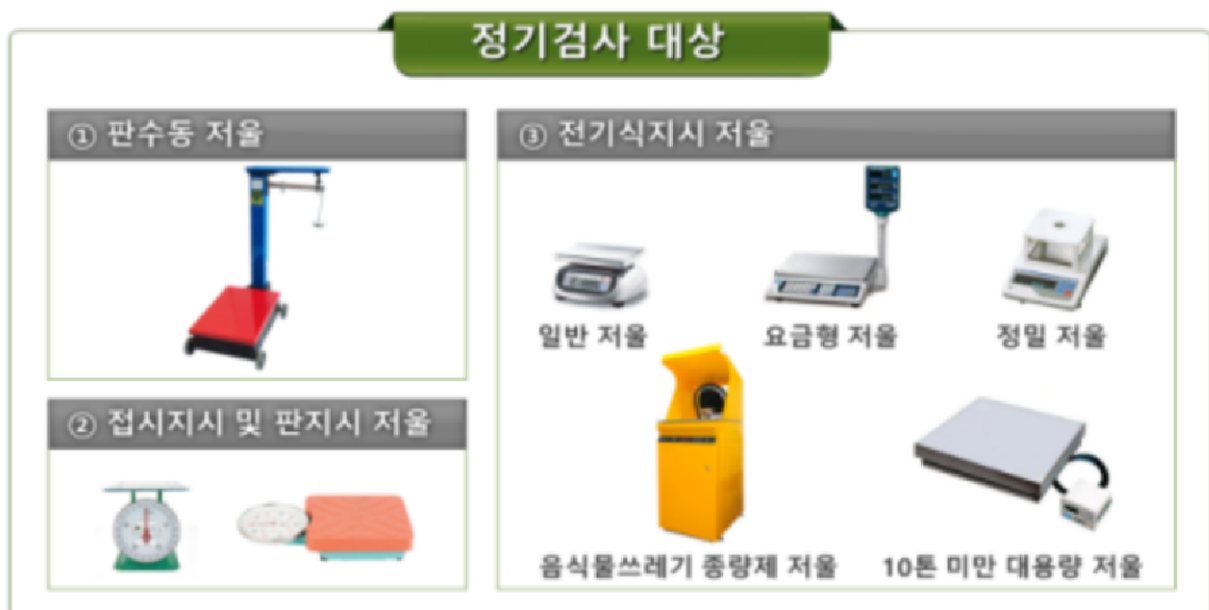 정기검사 대상
① 판수동 저울
② 접시지시 및 판지시 저울
③ 전기식지시 저울
일반 저울
요금형 저울
정밀 저울
음식물쓰레기 종량제 저울
10톤 미만 대용량 저울